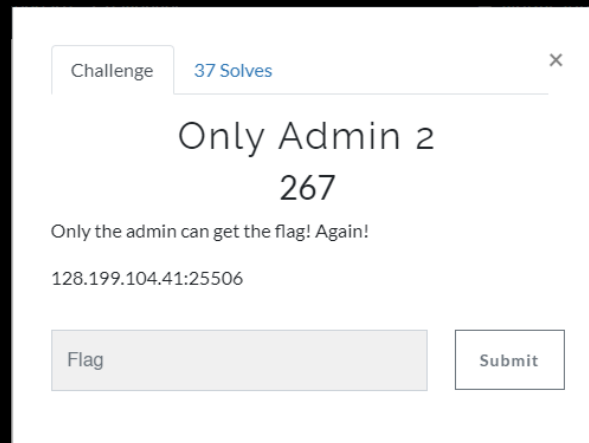 Challenge
37 Solves
×
Only Admin 2
267
Only the admin can get the flag! Again!
128.199.104.41:25506
Flag
Submit